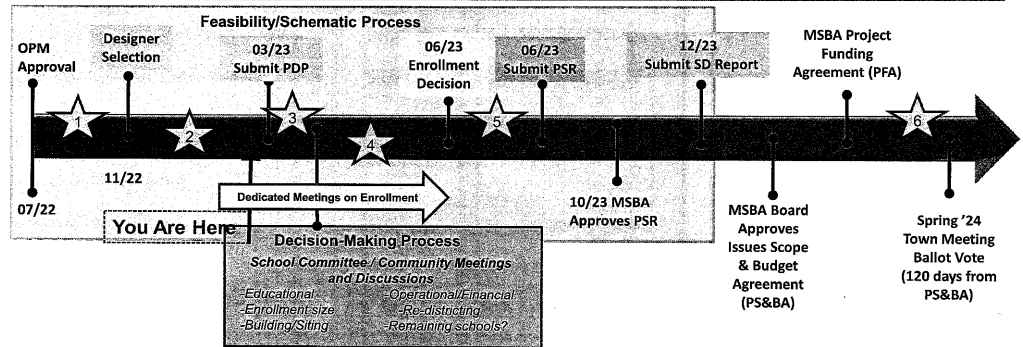 Feasibility/Schematic Process
OPM
Approval
Designer
Selection
03/23
Submit PDP
06/23
Enrollment
Decision
06/23
Submit PSR
12/23
Submit SD Report
MSBA Project
Funding
Agreement (PFA)
1
2
3
4
5
6
07/22
11/22
Dedicated Meetings on Enrollment
You Are Here
10/23 MSBA
Approves PSR
MSBA Board
Approves
Issues Scope
& Budget
Agreement
(PS&BA)
Spring '24
Town Meeting
Ballot Vote
(120 days from
PS&BA)
Decision-Making Process
School Committee / Community Meetings
and Discussions
-Educational
-Enrollment size
-Building/Siting
-Operational/Financial
-Re-districting
-Remaining schools?